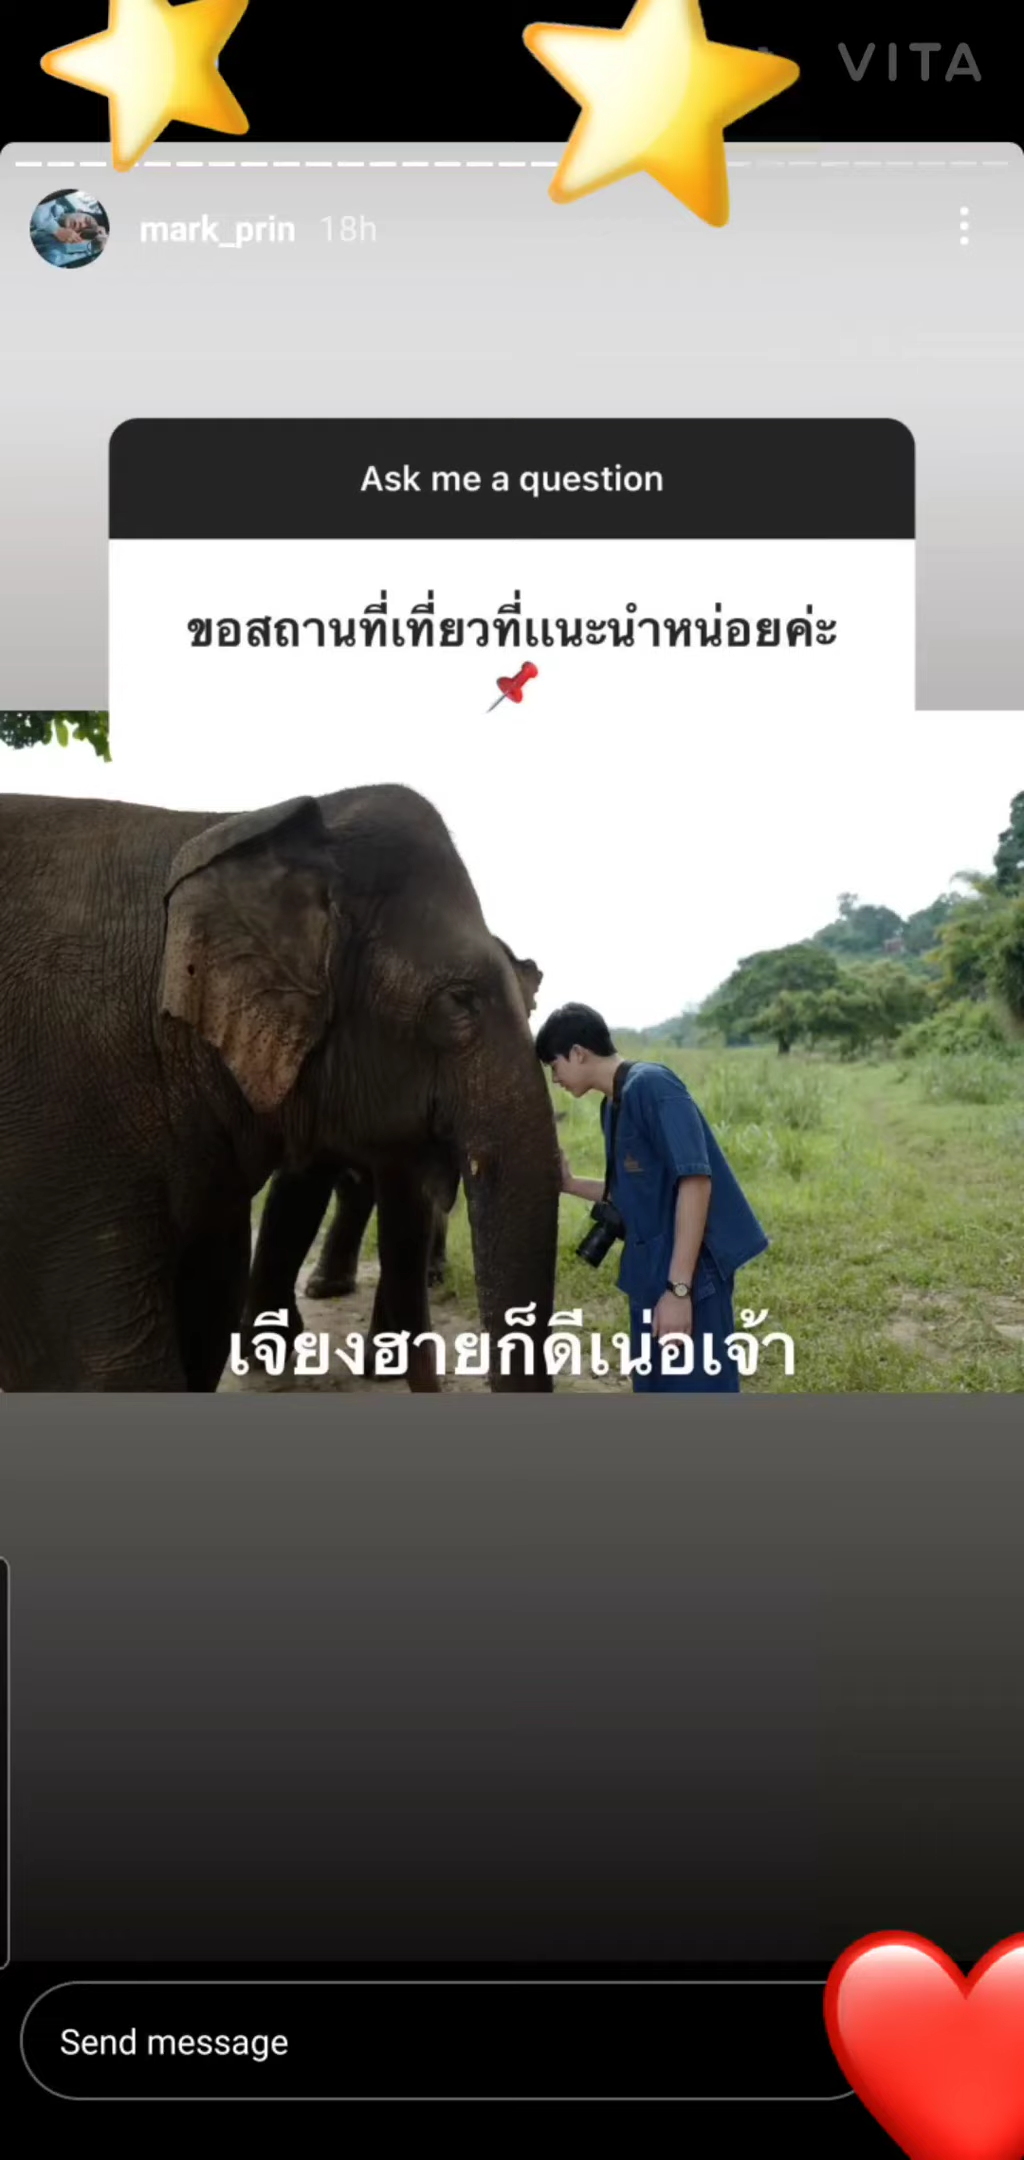 VITA
mark_prin 18h
Ask me a question
ขอสถานที่เที่ยวที่แนะนำหน่อยค่ะ
เจียงฮายก็ดีเน่อเจ้า
Send message